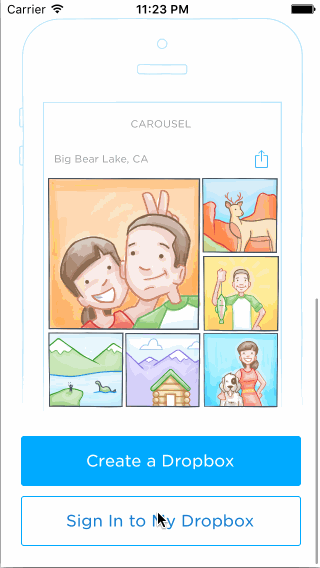 Carrier 11:23 PM
CAROUSEL
Big Bear Lake, CA
Create a Dropbox
Sign In to My Dropbox